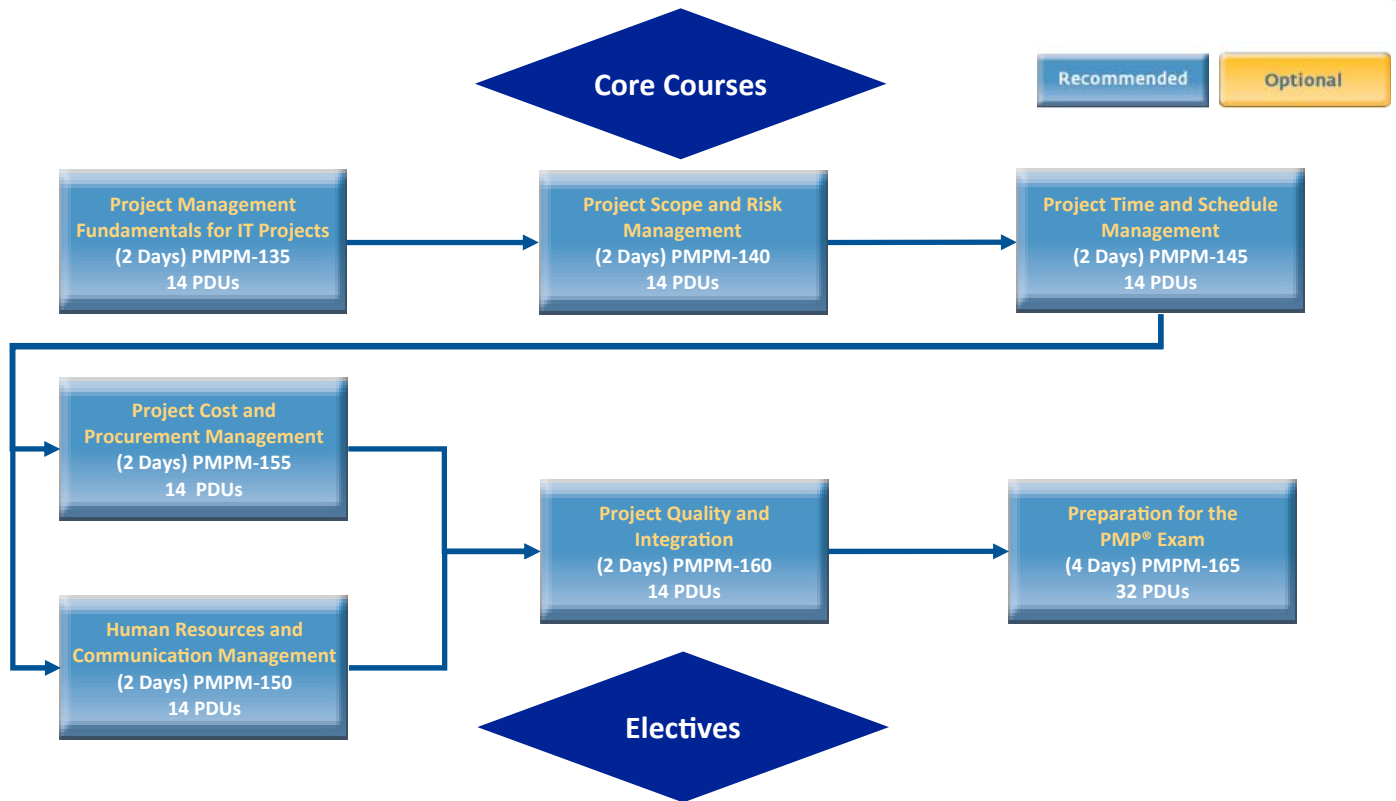 Core Courses
Recommended
Optional
Project Management
Fundamentals for IT Projects
(2 Days) PMPM-135
14 PDUs
Project Scope and Risk
Management
(2 Days) PMPM-140
14 PDUs
Project Time and Schedule
Management
(2 Days) PMPM-145
14 PDUs
Project Cost and
Procurement Management
(2 Days) PMPM-155
14 PDUs
Human Resources and
Communication Management
(2 Days) PMPM-150
14 PDUs
Project Quality and
Integration
(2 Days) PMPM-160
14 PDUs
Preparation for the
PMP® Exam
(4 Days) PMPM-165
32 PDUs
Electives